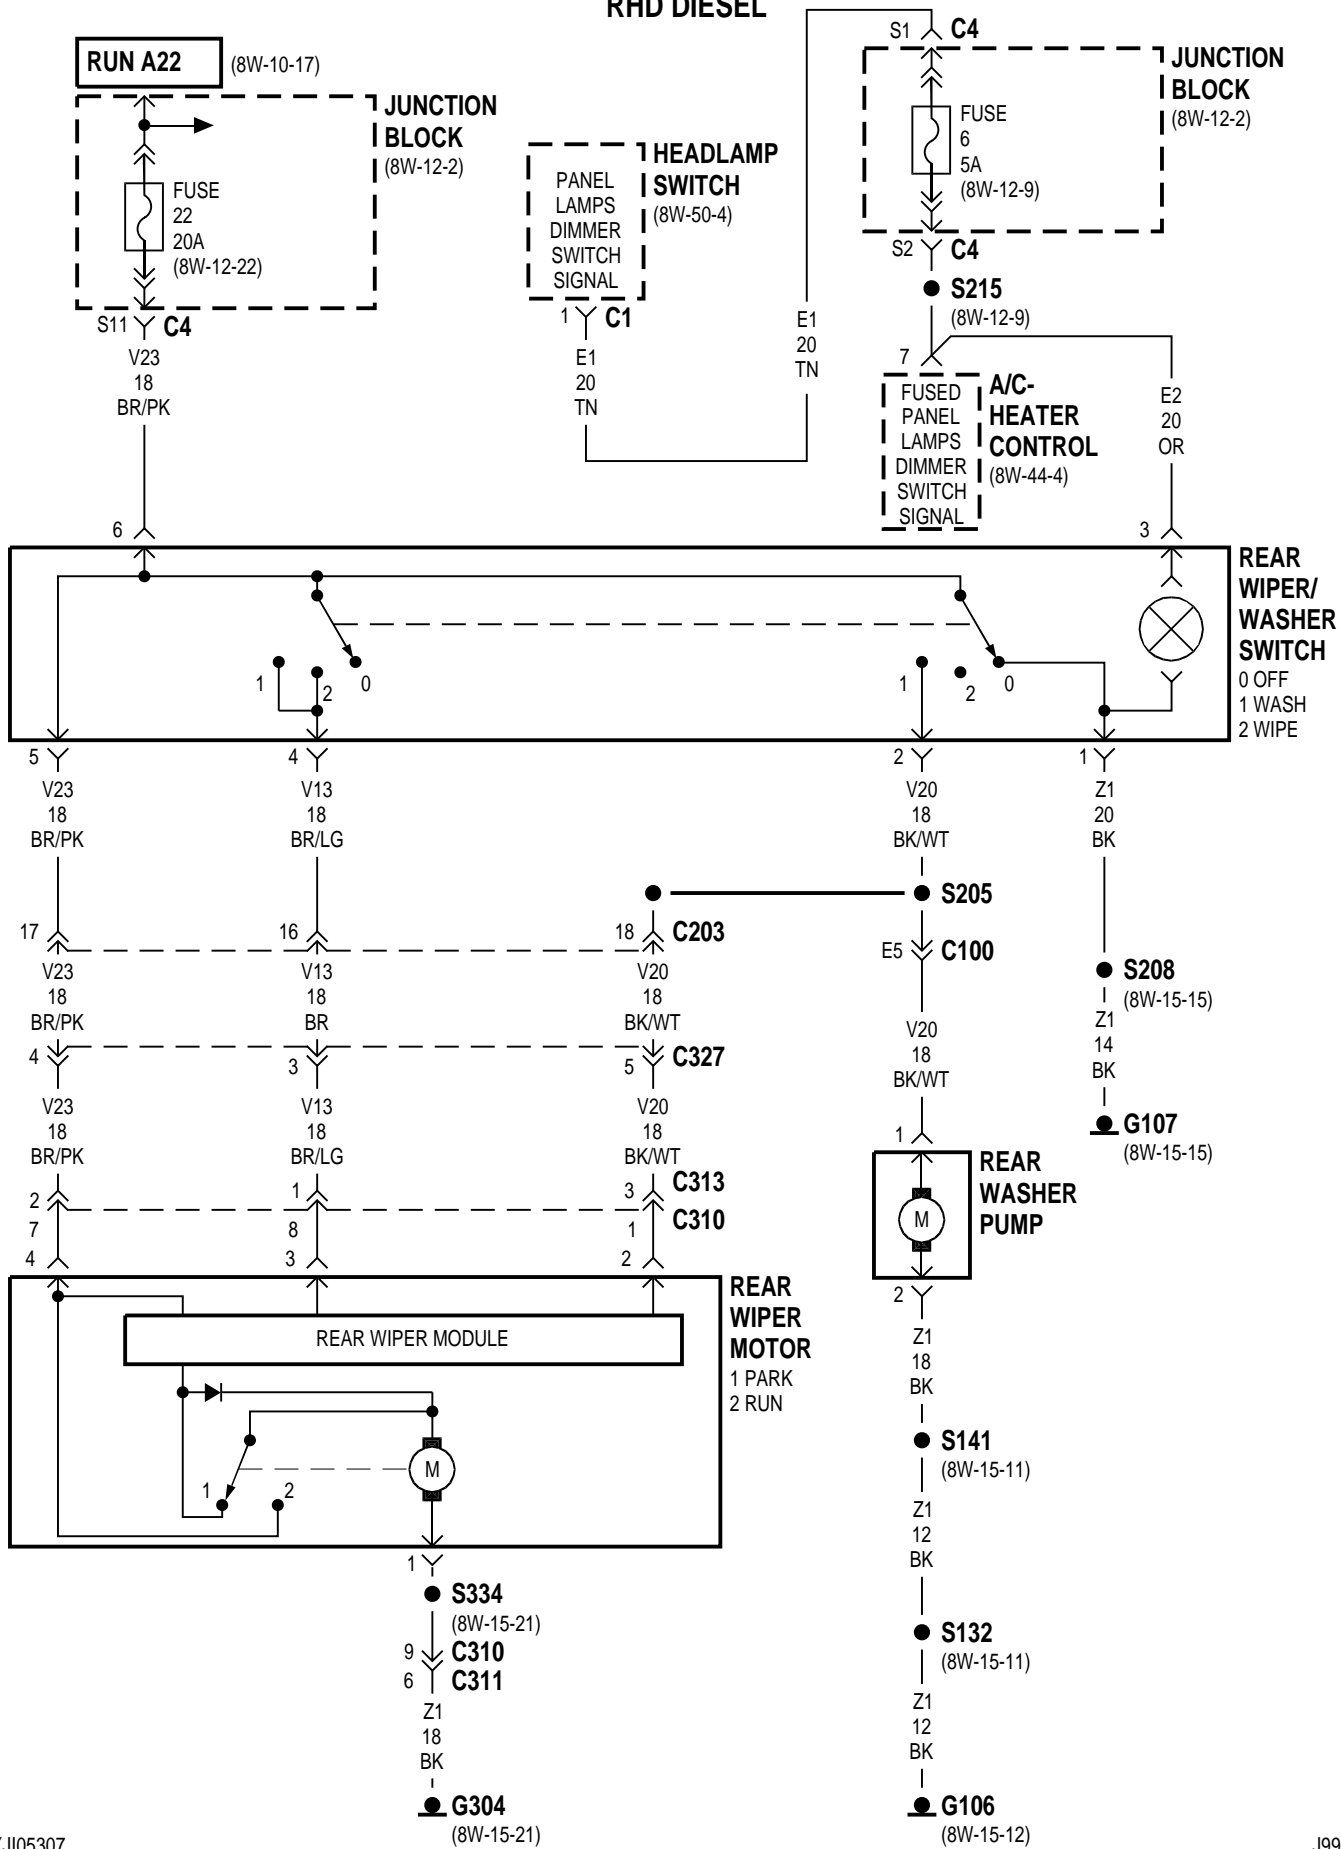 RHD DIESEL
RUN A22
(8W-10-17)
JUNCTION
BLOCK
(8W-12-2)
FUSE
22
20A
(8W-12-22)
S11
C4
V23
18
BR/PK
6
HEADLAMP
SWITCH
(8W-50-4)
PANEL
LAMPS
DIMMER
SWITCH
SIGNAL
1
C1
E1
20
TN
E1
20
TN
S1
C4
JUNCTION
BLOCK
(8W-12-2)
FUSE
6
5A
(8W-12-9)
S2
C4
S215
(8W-12-9)
7
FUSED
PANEL
LAMPS
DIMMER
SWITCH
SIGNAL
A/C-
HEATER
CONTROL
(8W-44-4)
E2
20
OR
3
REAR
WIPER/
WASHER
SWITCH
0 OFF
1 WASH
2 WIPE
1
2
0
1
2
0
5
4
2
1
V23
18
BR/PK
V13
18
BR/LG
V20
18
BK/WT
Z1
20
BK
S205
17
16
18
C203
E5
C100
S208
(8W-15-15)
V23
18
BR/PK
V13
18
BR
V20
18
BK/WT
V20
18
BK/WT
Z1
14
BK
4
3
5
C327
V23
18
BR/PK
V13
18
BR/LG
V20
18
BK/WT
G107
(8W-15-15)
2
1
3
C313
7
8
1
C310
4
3
2
1
REAR
WASHER
PUMP
M
2
REAR
WIPER
MOTOR
1 PARK
2 RUN
REAR WIPER MODULE
1
2
M
1
S334
(8W-15-21)
9
C310
6
C311
Z1
18
BK
G304
(8W-15-21)
Z1
18
BK
S141
(8W-15-11)
Z1
12
BK
S132
(8W-15-11)
Z1
12
BK
G106
(8W-15-12)
JI05307
J99